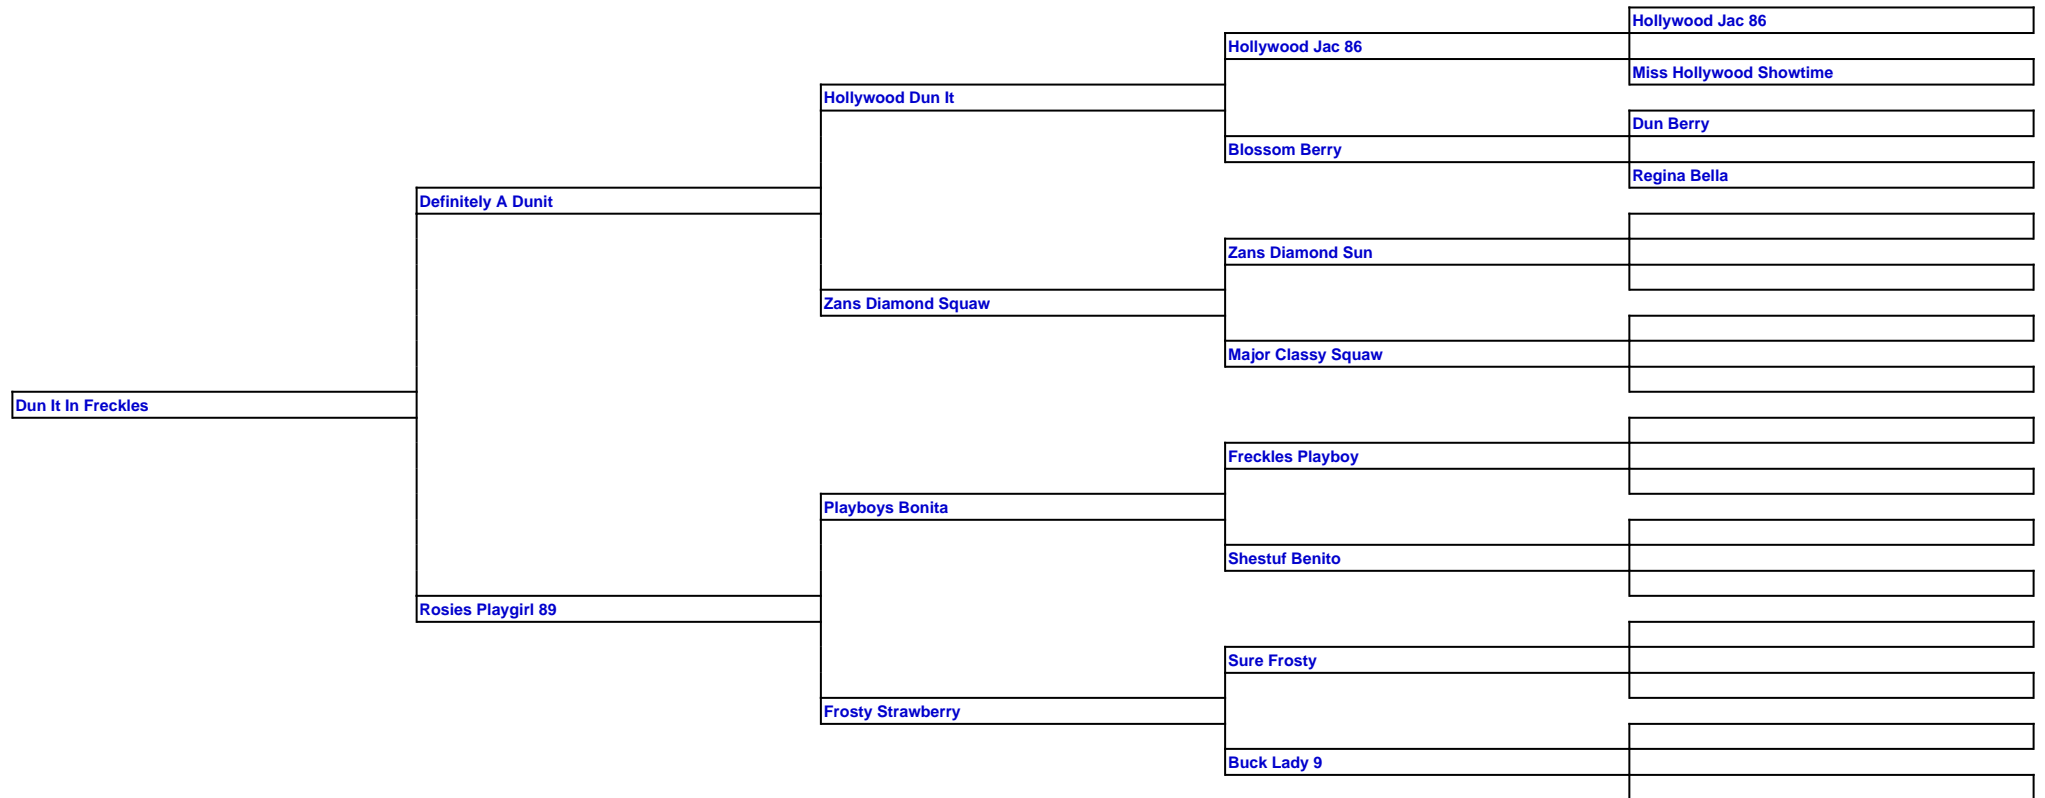 Hollywood Jac 86
Hollywood Jac 86
Miss Hollywood Showtime
Hollywood Dun It
Dun Berry
Blossom Berry
Regina Bella
Definitely A Dunit
Zans Diamond Sun
Zans Diamond Squaw
Major Classy Squaw
Dun It In Freckles
Freckles Playboy
Playboys Bonita
Shestuf Benito
Rosies Playgirl 89
Sure Frosty
Frosty Strawberry
Buck Lady 9